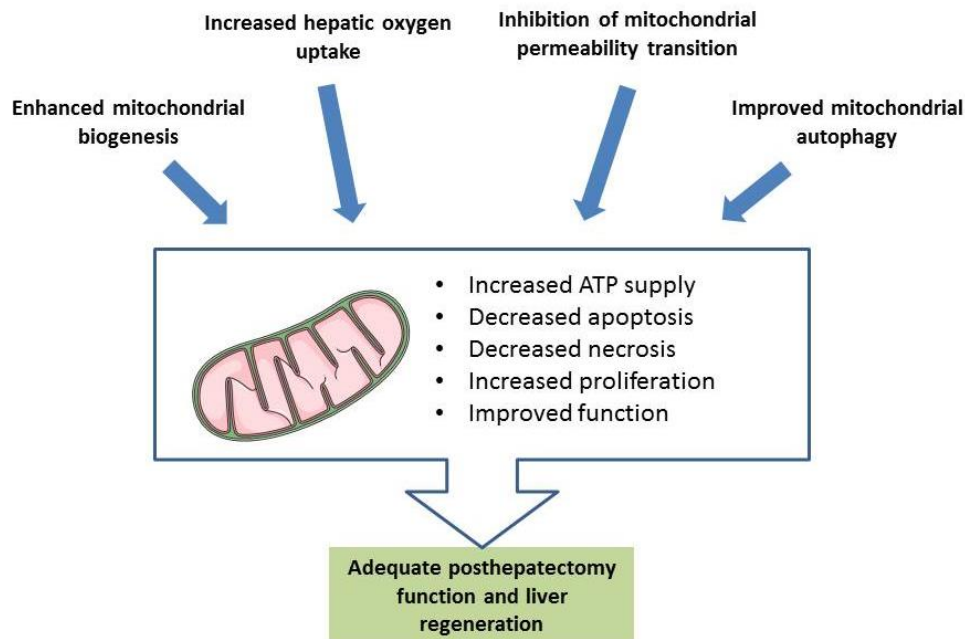 Increased hepatic oxygen
uptake
Inhibition of mitochondrial
permeability transition
Enhanced mitochondrial
biogenesis
Improved mitochondrial
autophagy
• Increased ATP supply
• Decreased apoptosis
• Decreased necrosis
• Increased proliferation
• Improved function
Adequate posthepatectomy
function and liver
regeneration